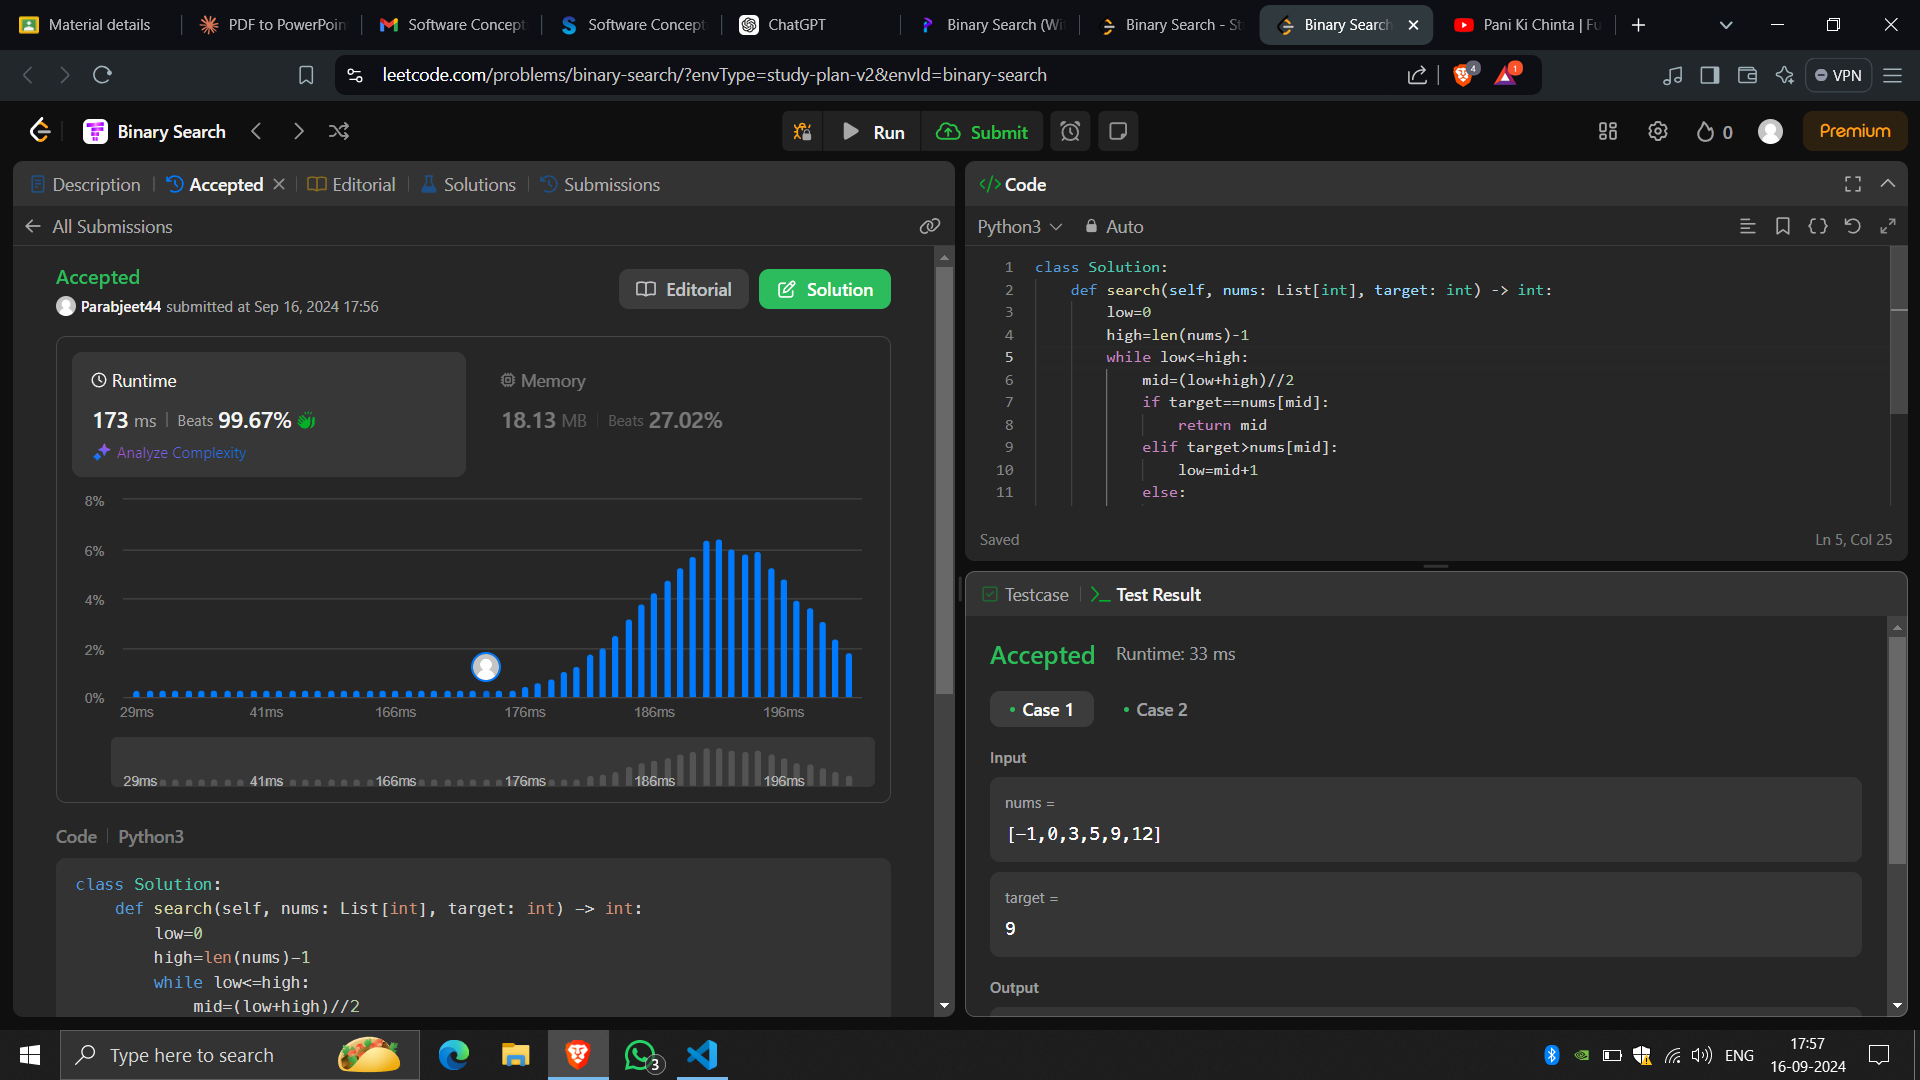 Material details
PDF to PowerPoin
Software Concept
Software Concept
ChatGPT
Binary Search (Wi
Binary Search - St
Binary Search
Pani Ki Chinta | Fu
leetcode.com/problems/binary-search/?envType=study-plan-v2&envId=binary-search
4
1
VPN
Binary Search
Run
Submit
0
Premium
Description
Accepted
Editorial
Solutions
Submissions
All Submissions
Accepted
Parabjeet44 submitted at Sep 16, 2024 17:56
Editorial
Solution
Runtime
173 ms | Beats 99.67%
Analyze Complexity
Memory
18.13 MB | Beats 27.02%
8%
6%
4%
2%
0%
29ms 41ms 166ms 176ms 186ms 196ms
29ms 41ms 166ms 176ms 186ms 196ms
Code | Python3
class Solution:
    def search(self, nums: List[int], target: int) -> int:
        low=0
        high=len(nums)-1
        while low<=high:
            mid=(low+high)//2
</> Code
Python3
Auto
1 class Solution:
2     def search(self, nums: List[int], target: int) -> int:
3         low=0
4         high=len(nums)-1
5         while low<=high:
6             mid=(low+high)//2
7             if target==nums[mid]:
8                 return mid
9             elif target>nums[mid]:
10                 low=mid+1
11             else:
Saved
Ln 5, Col 25
Testcase
>_ Test Result
Accepted
Runtime: 33 ms
• Case 1
• Case 2
Input
nums =
[-1,0,3,5,9,12]
target =
9
Output
Type here to search
3
ENG
17:57
16-09-2024